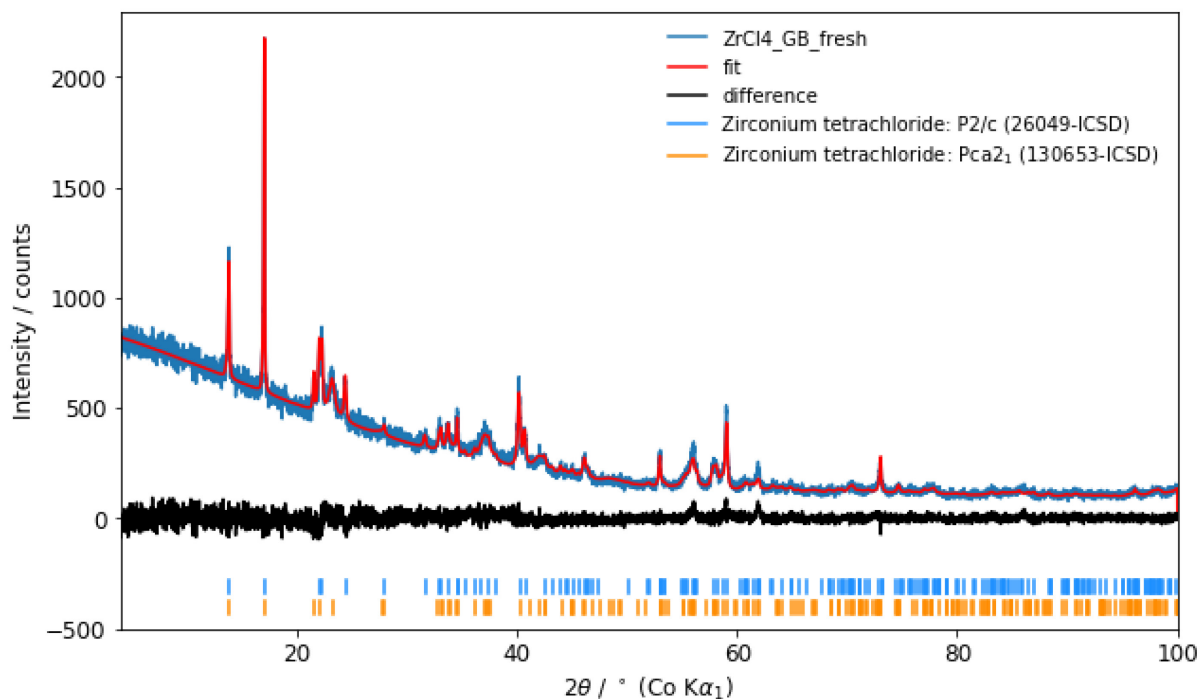 ZrCl4_GB_fresh
fit
difference
Zirconium tetrachloride: P2/c (26049-ICSD)
Zirconium tetrachloride: Pca2₁ (130653-ICSD)
Intensity / counts
2000
1500
1000
500
0
−500
20
40
60
80
100
2θ / ° (Co Kα₁)